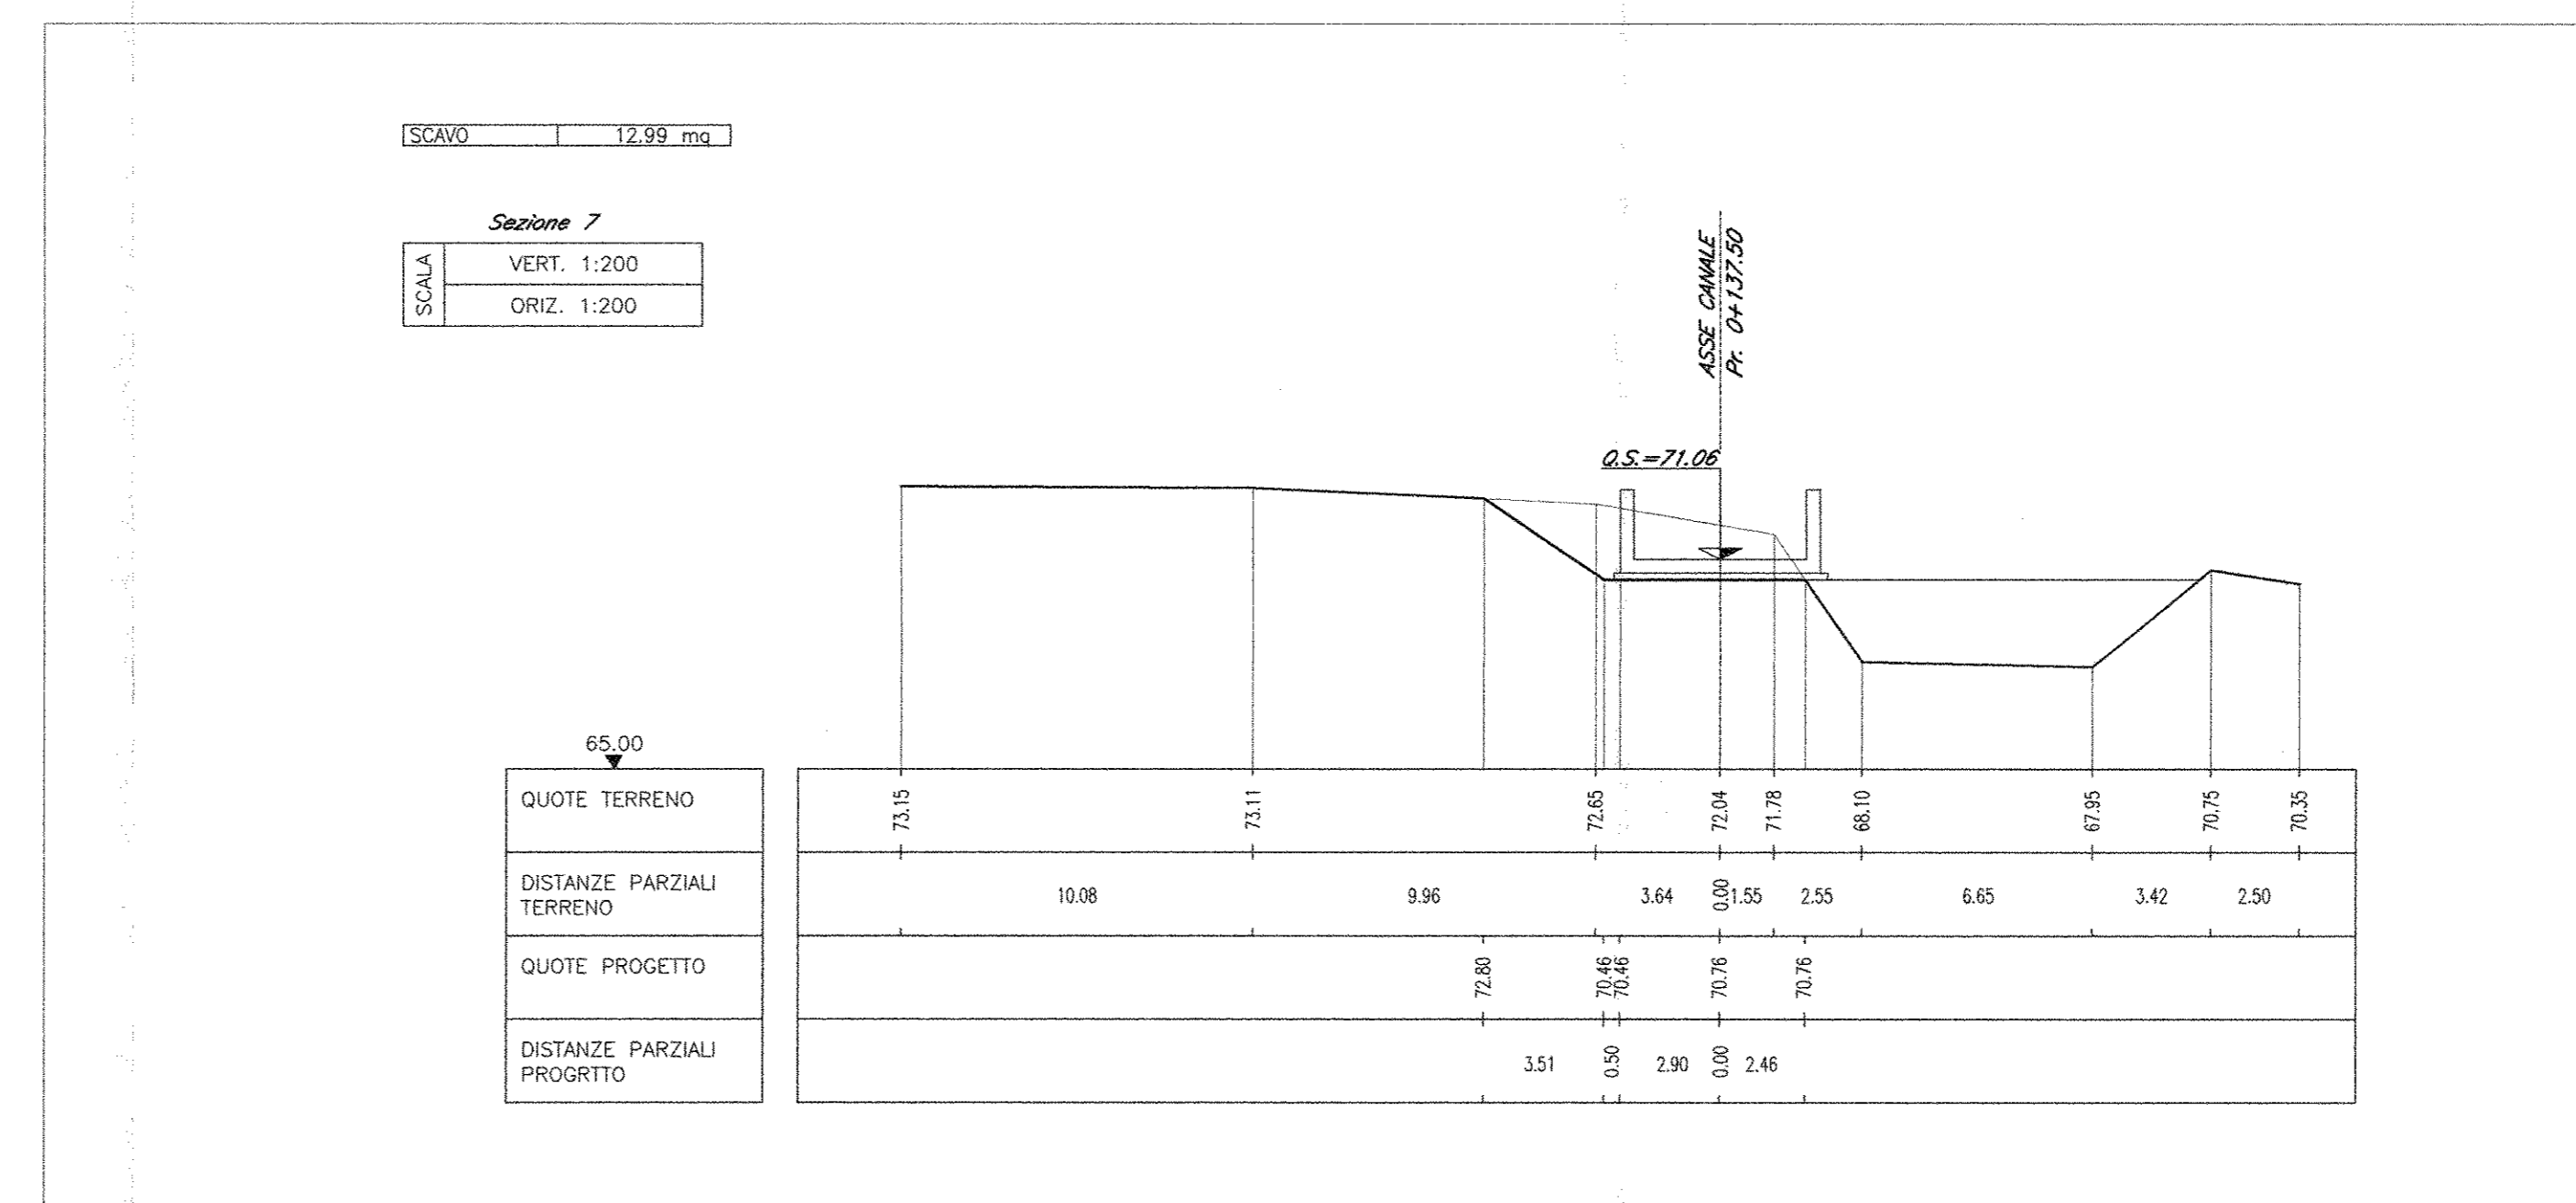 SCAVO 12.99 mq
Sezione 7
SCALA
VERT. 1:200
ORIZ. 1:200
ASSE CANALE
Pr. 0+137.50
Q.S.=71.06
65.00
QUOTE TERRENO 73.15 73.11 72.65 72.04 71.78 68.10 67.95 70.75 70.35
DISTANZE PARZIALI
TERRENO
10.08 9.96 3.64 0.00 1.55 2.55 6.65 3.42 2.50
QUOTE PROGETTO 72.80 70.46 70.46 70.76 70.76
DISTANZE PARZIALI
PROGRTTO
3.51 0.50 2.90 0.00 2.46